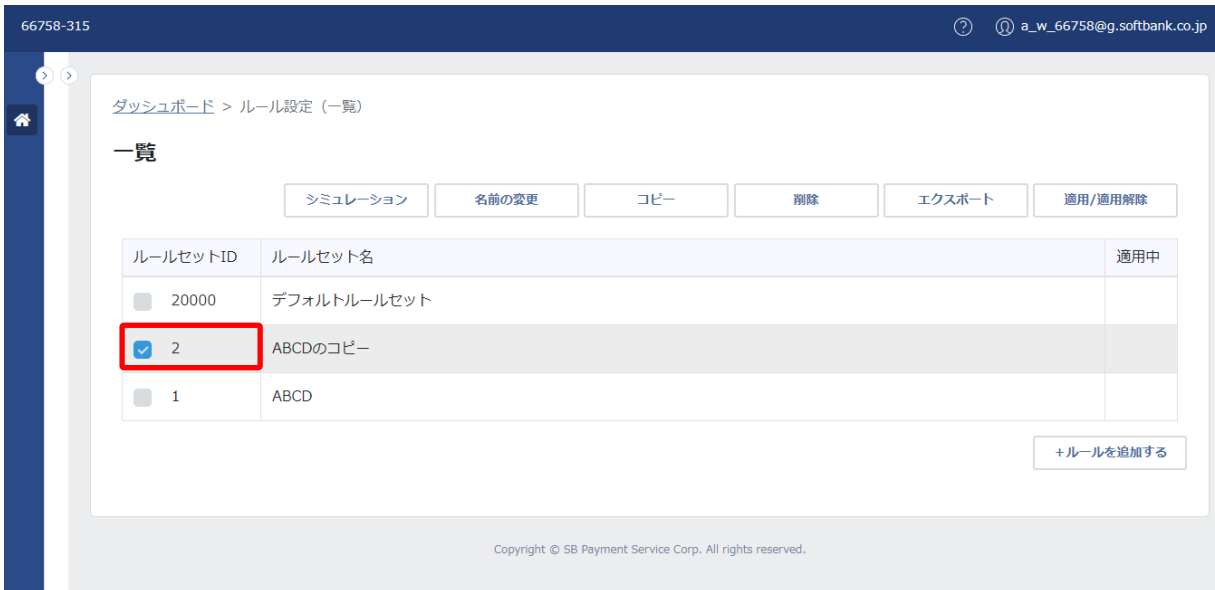 66758-315
a_w_66758@g.softbank.co.jp
ダッシュボード > ルール設定（一覧）
一覧
シミュレーション 名前の変更 コピー 削除 エクスポート 適用/適用解除
ルールセットID ルールセット名 適用中
20000 デフォルトルールセット
2 ABCDのコピー
1 ABCD
+ルールを追加する
Copyright © SB Payment Service Corp. All rights reserved.